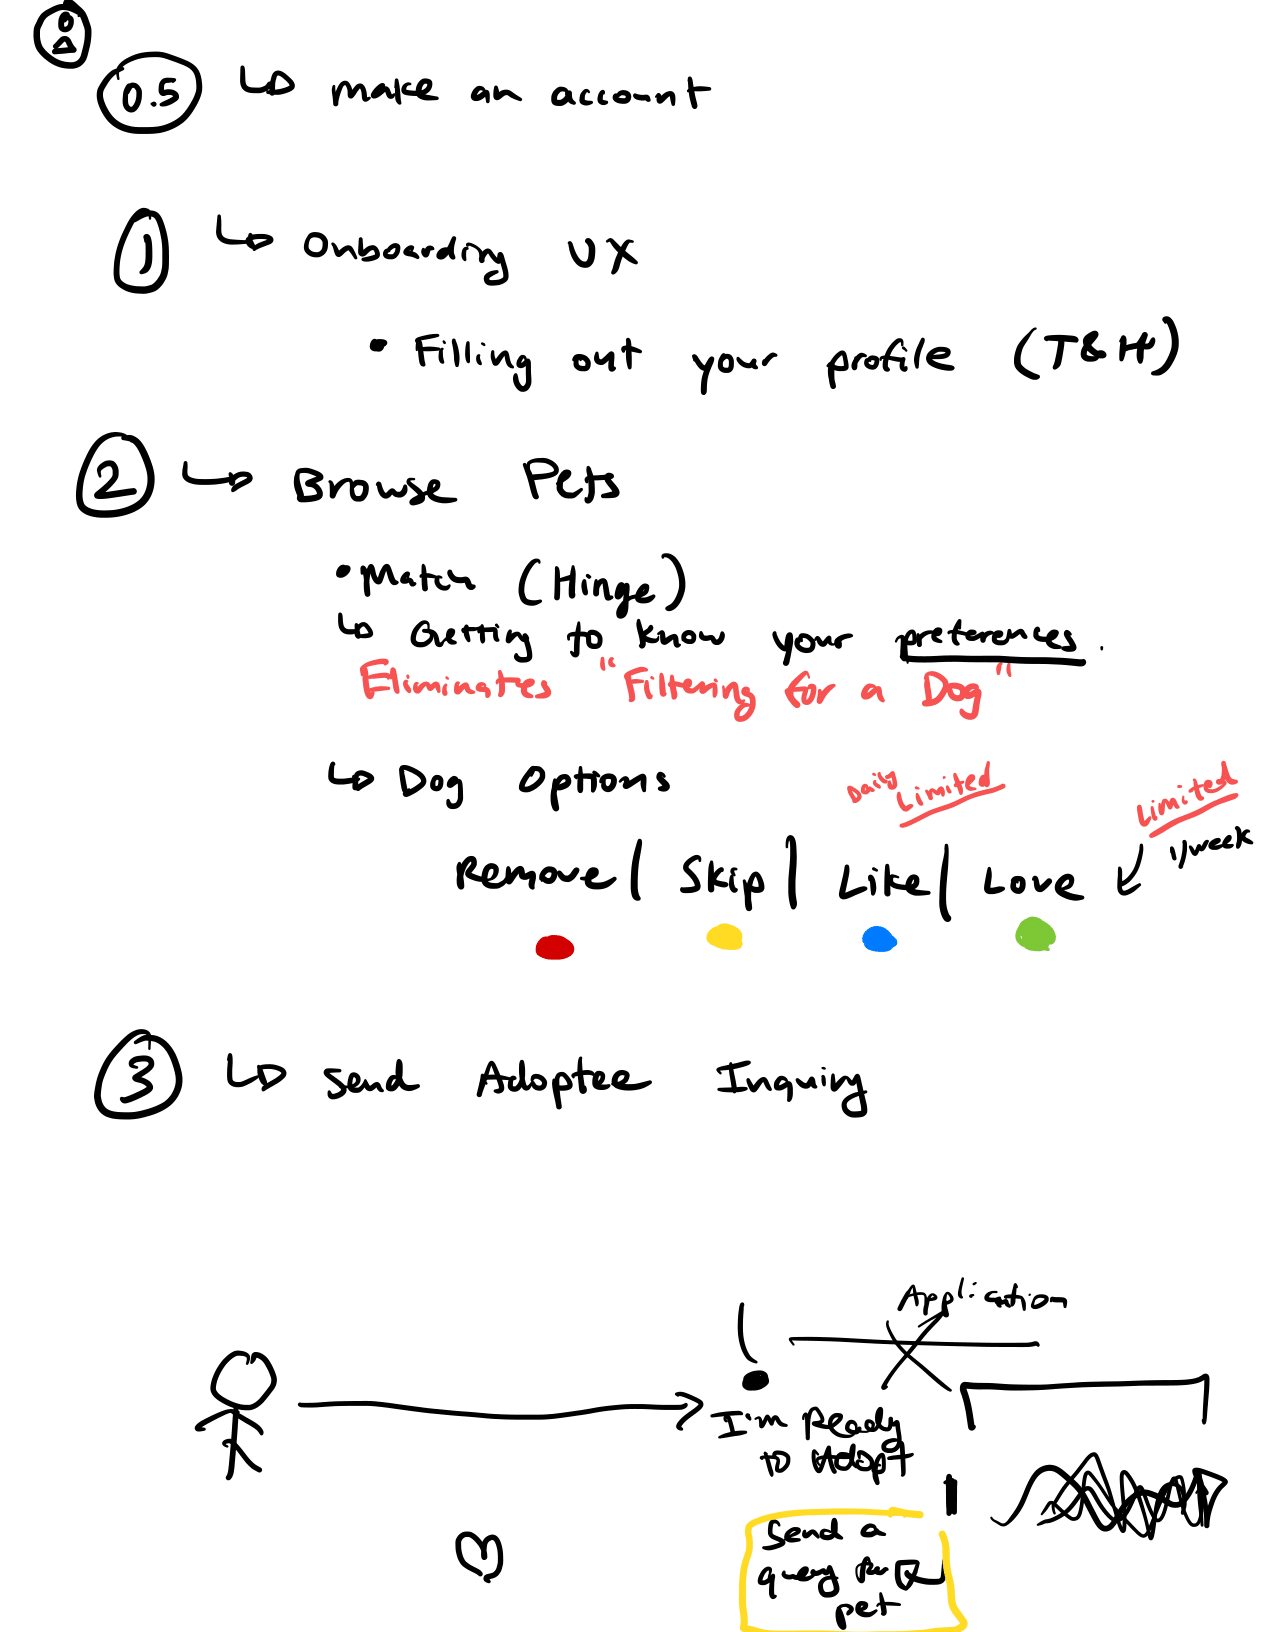 0.5 make an account
1 Onboarding UX
• Filling out your profile (T&H)
2 Browse Pets
• Match (Hinge)
Getting to know your preferences.
Eliminates "Filtering for a Dog"
Dog Options
Daily Limited
Limited
1/week
Remove | Skip | Like | Love
3 Send Adoptee Inquiry
Application
I'm Ready
to Adopt
Send a
query for
pet